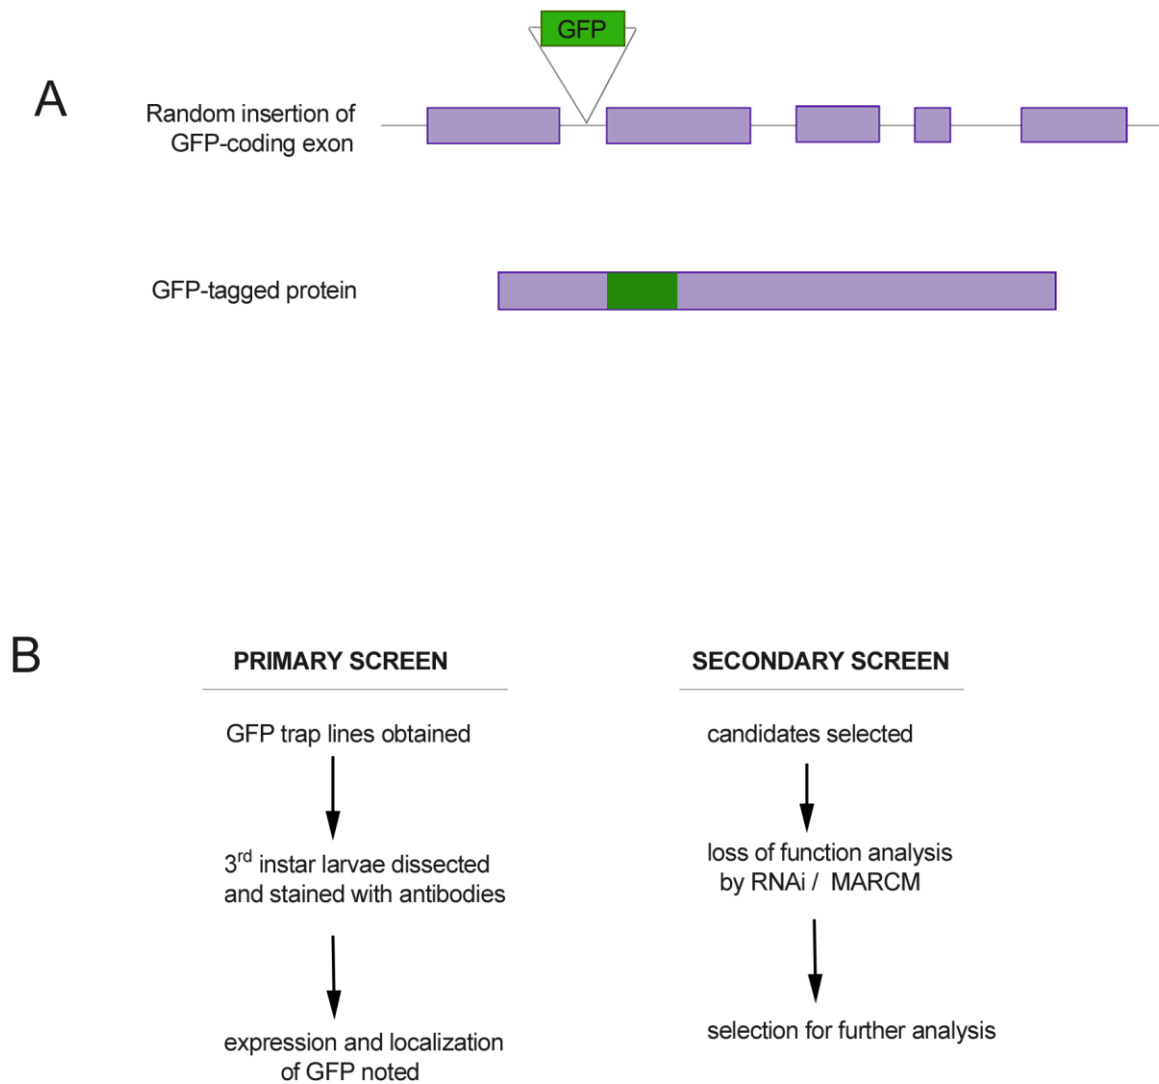 GFP
A
Random insertion of
GFP-coding exon
GFP-tagged protein
B
PRIMARY SCREEN
GFP trap lines obtained
3rd instar larvae dissected
and stained with antibodies
expression and localization
of GFP noted
SECONDARY SCREEN
candidates selected
loss of function analysis
by RNAi / MARCM
selection for further analysis